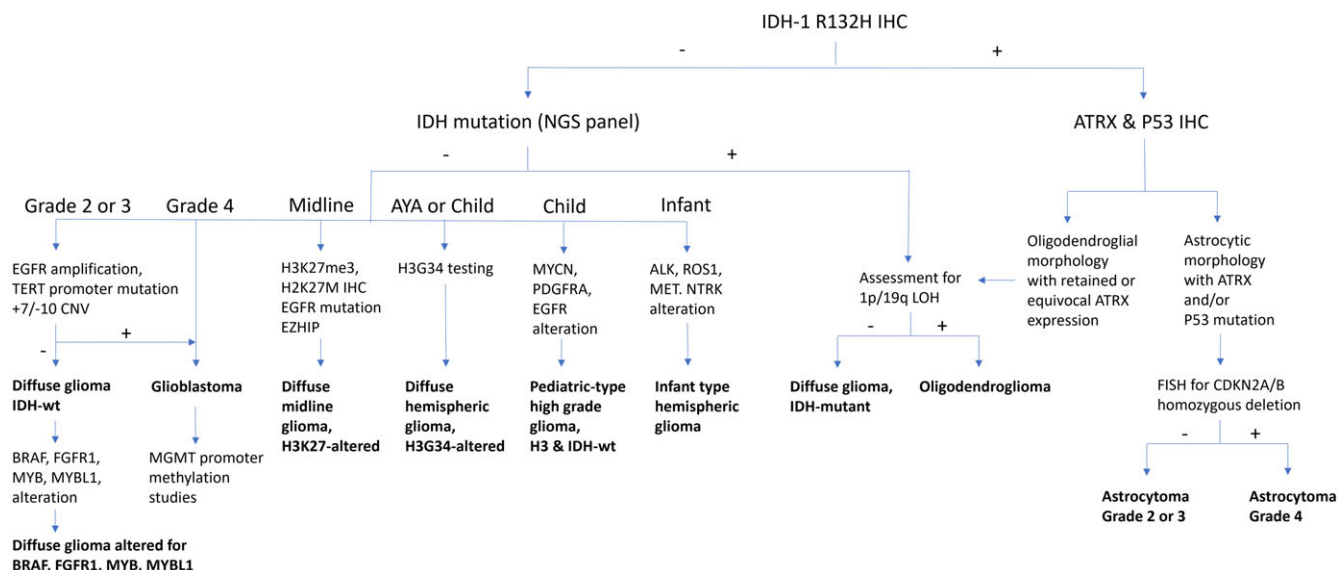 IDH-1 R132H IHC
-
+
IDH mutation (NGS panel)
ATRX & P53 IHC
-
+
Grade 2 or 3
Grade 4
Midline
AYA or Child
Child
Infant
EGFR amplification,
TERT promoter mutation
+7/-10 CNV
H3K27me3,
H2K27M IHC
EGFR mutation
EZHIP
H3G34 testing
MYCN,
PDGFRA,
EGFR
alteration
ALK, ROS1,
MET. NTRK
alteration
Assessment for
1p/19q LOH
Oligodendroglial
morphology
with retained or
equivocal ATRX
expression
Astrocytic
morphology
with ATRX
and/or
P53 mutation
-
+
-
+
Diffuse glioma
IDH-wt
Glioblastoma
Diffuse
midline
glioma,
H3K27-altered
Diffuse
hemispheric
glioma,
H3G34-altered
Pediatric-type
high grade
glioma,
H3 & IDH-wt
Infant type
hemispheric
glioma
Diffuse glioma,
IDH-mutant
Oligodendroglioma
FISH for CDKN2A/B
homozygous deletion
-
+
BRAF, FGFR1,
MYB, MYBL1,
alteration
MGMT promoter
methylation
studies
Astrocytoma
Grade 2 or 3
Astrocytoma
Grade 4
Diffuse glioma altered for
BRAF, FGFR1, MYB, MYBL1